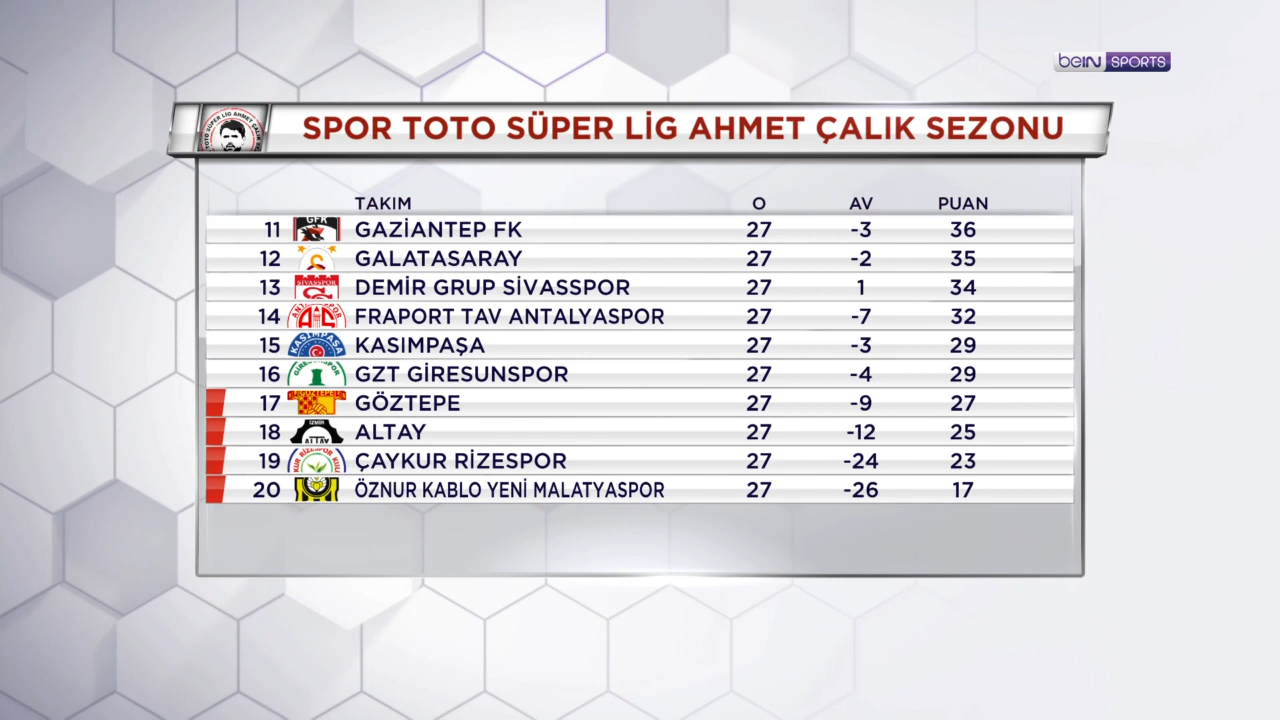 beIN SPORTS
SPOR TOTO SÜPER LİG AHMET ÇALIK SEZONU
TAKIM O AV PUAN
11 GAZİANTEP FK 27 -3 36
12 GALATASARAY 27 -2 35
13 DEMİR GRUP SİVASSPOR 27 1 34
14 FRAPORT TAV ANTALYASPOR 27 -7 32
15 KASIMPAŞA 27 -3 29
16 GZT GİRESUNSPOR 27 -4 29
17 GÖZTEPE 27 -9 27
18 ALTAY 27 -12 25
19 ÇAYKUR RİZESPOR 27 -24 23
20 ÖZNUR KABLO YENİ MALATYASPOR 27 -26 17